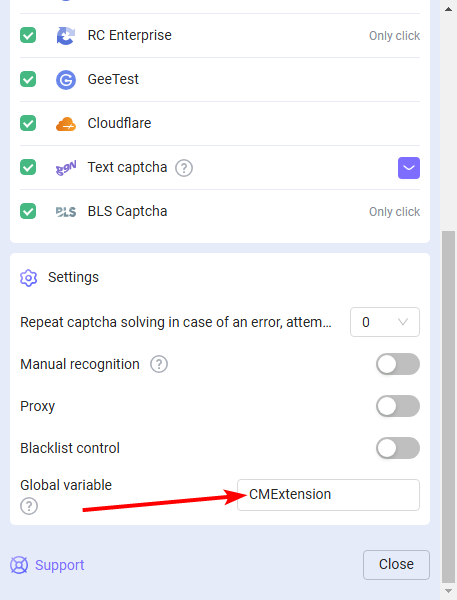 RC Enterprise Only click
GeeTest
Cloudflare
Text captcha ?
BLS BLS Captcha Only click
Settings
Repeat captcha solving in case of an error, attem... 0
Manual recognition ?
Proxy
Blacklist control
Global variable
? CMExtension
Support Close